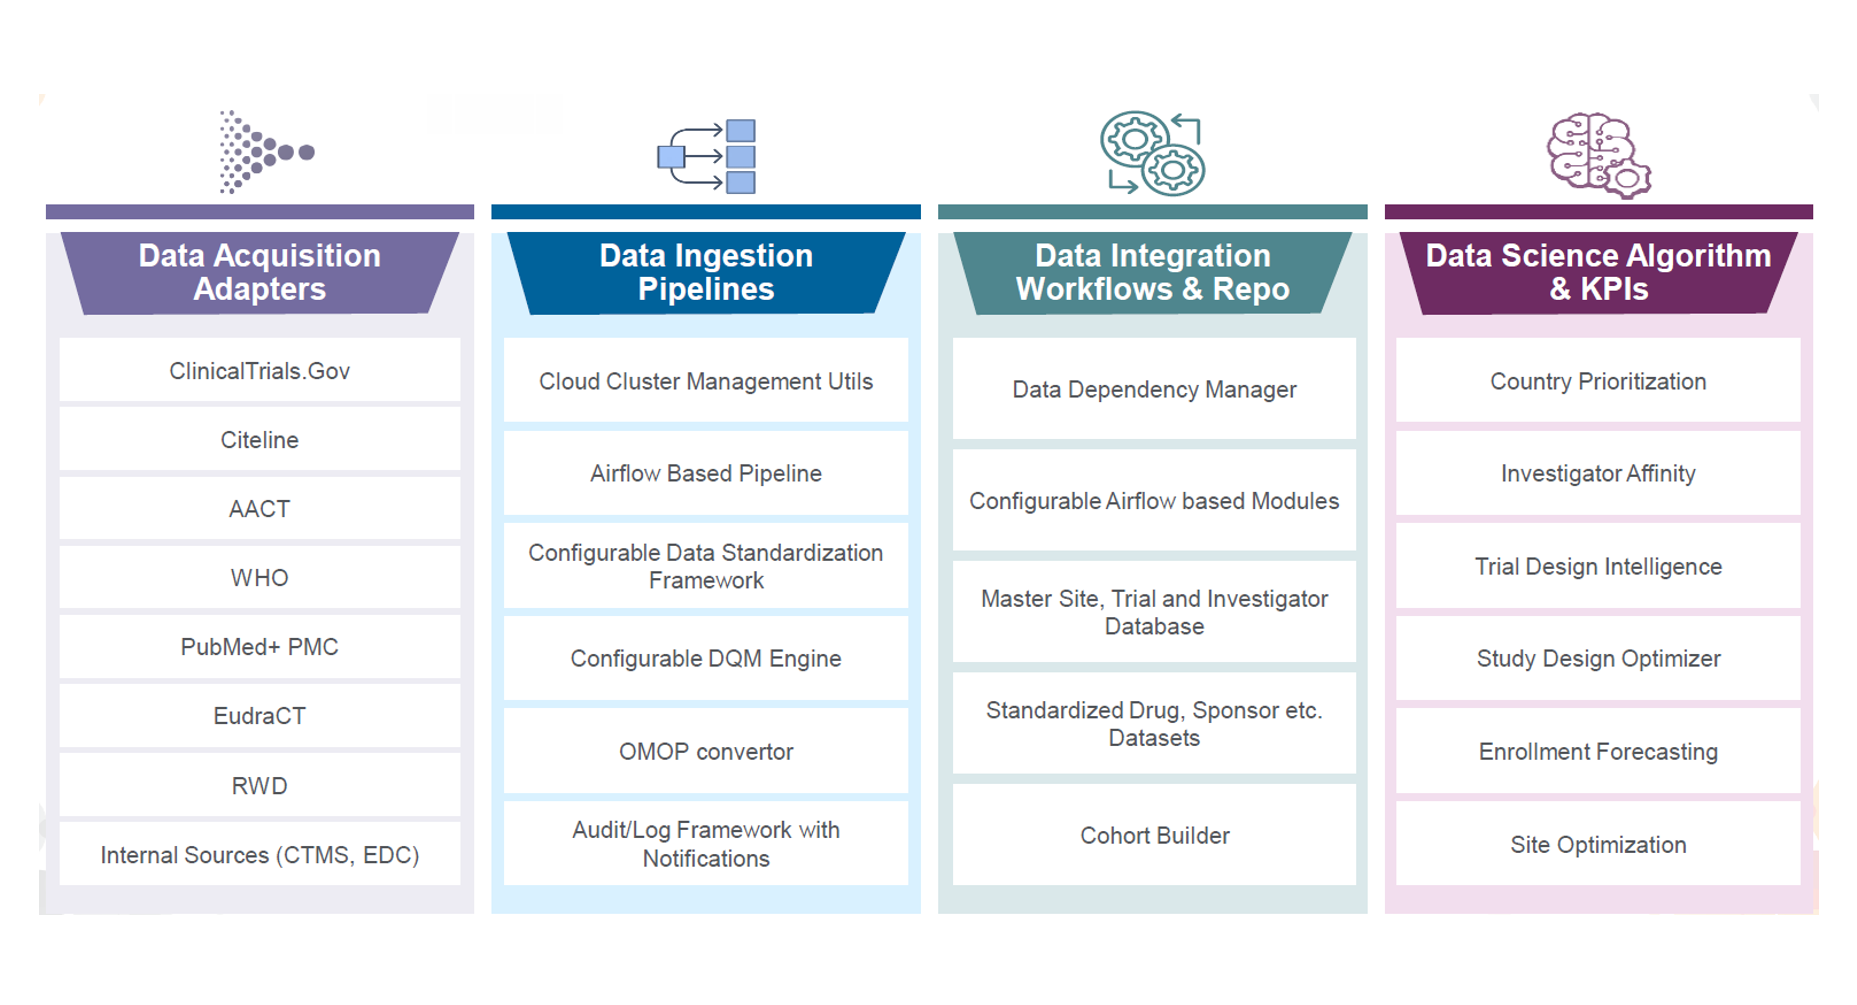 Data Acquisition
Adapters
ClinicalTrials.Gov
Citeline
AACT
WHO
PubMed+ PMC
EudraCT
RWD
Internal Sources (CTMS, EDC)
Data Ingestion
Pipelines
Cloud Cluster Management Utils
Airflow Based Pipeline
Configurable Data Standardization
Framework
Configurable DQM Engine
OMOP convertor
Audit/Log Framework with
Notifications
Data Integration
Workflows & Repo
Data Dependency Manager
Configurable Airflow based Modules
Master Site, Trial and Investigator
Database
Standardized Drug, Sponsor etc.
Datasets
Cohort Builder
Data Science Algorithm
& KPIs
Country Prioritization
Investigator Affinity
Trial Design Intelligence
Study Design Optimizer
Enrollment Forecasting
Site Optimization